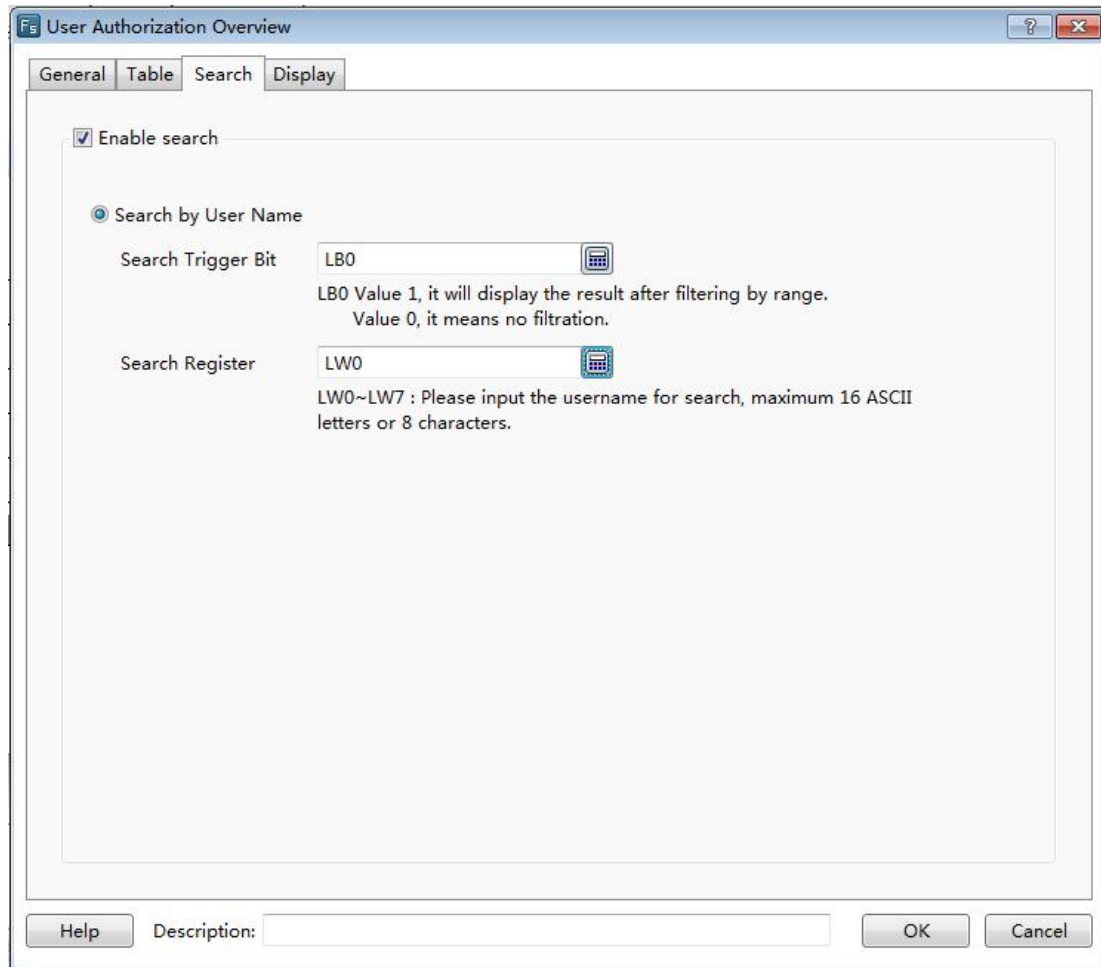 Fs User Authorization Overview
General Table Search Display
Enable search
Search by User Name
Search Trigger Bit LB0
LB0 Value 1, it will display the result after filtering by range.
Value 0, it means no filtration.
Search Register LW0
LW0~LW7 : Please input the username for search, maximum 16 ASCII
letters or 8 characters.
Help Description: OK Cancel